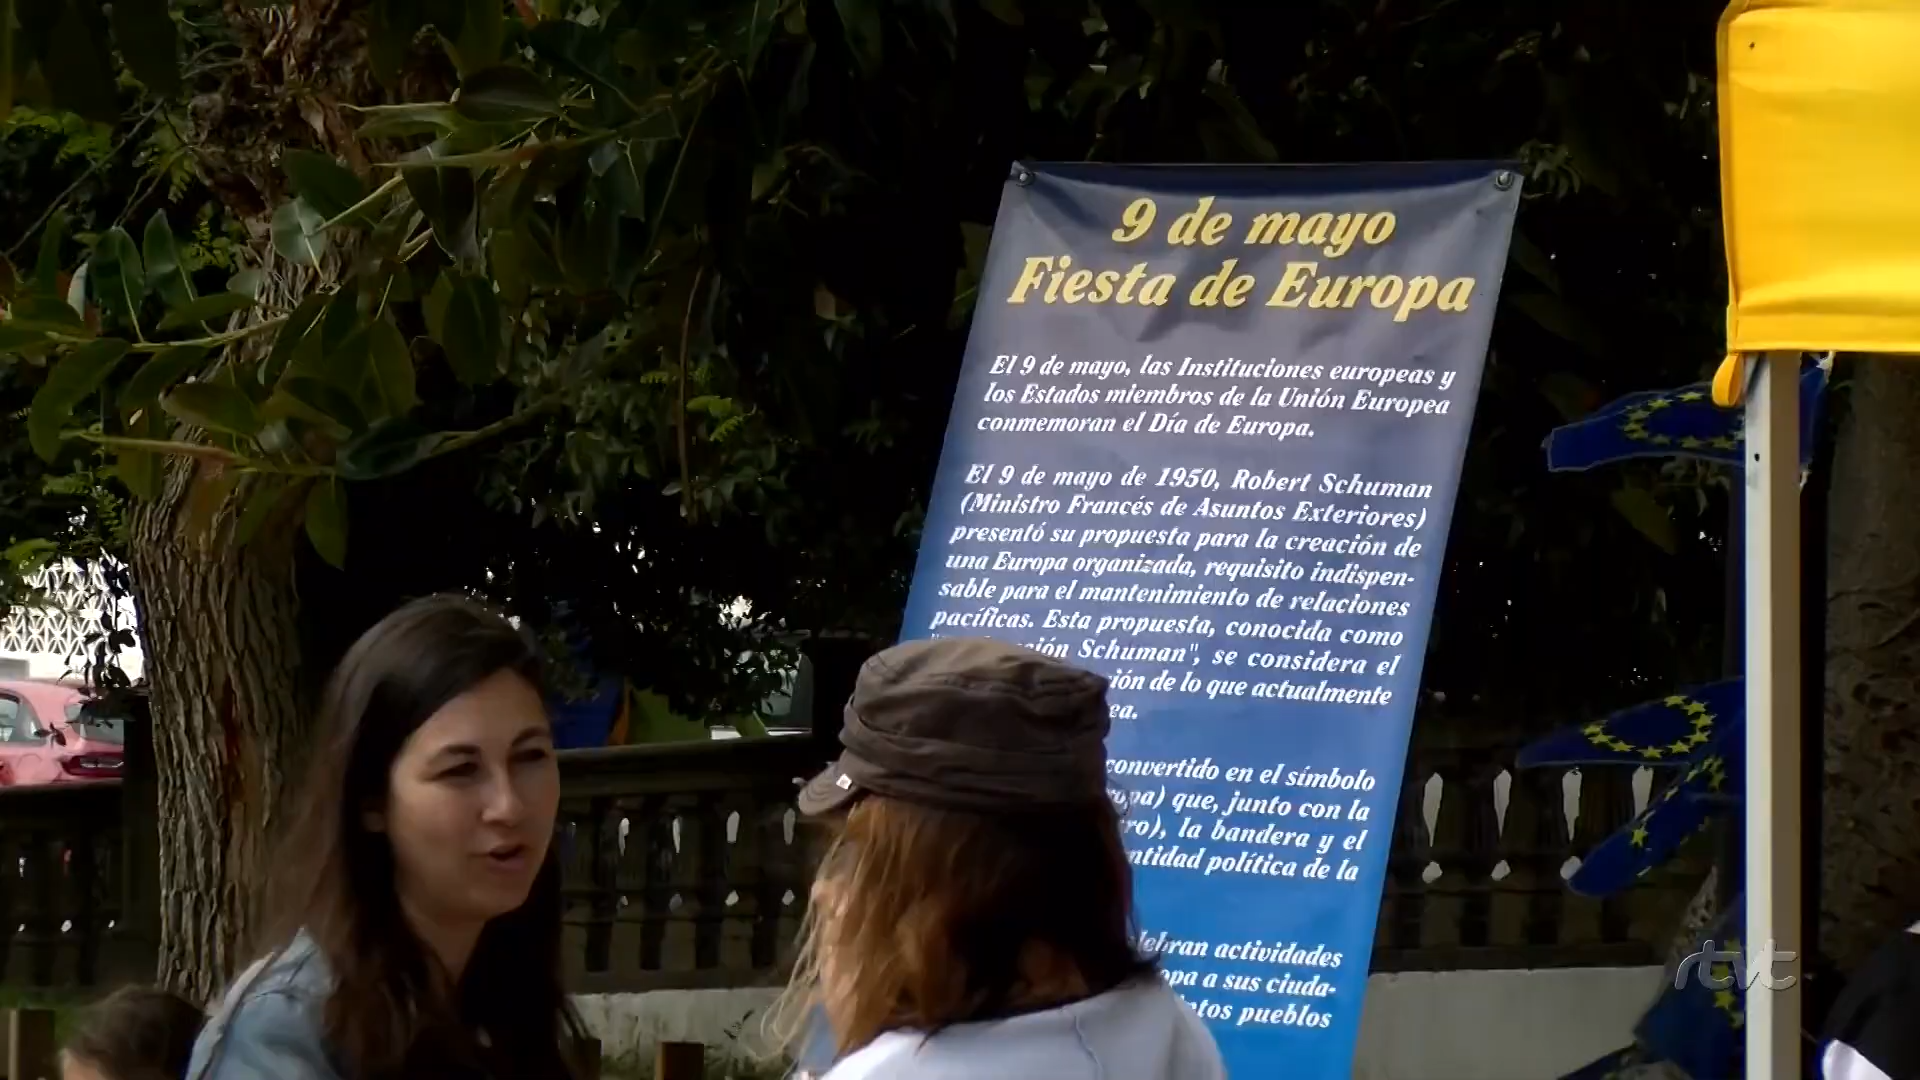 9 de mayo
Fiesta de Europa
El 9 de mayo, las Instituciones europeas y
los Estados miembros de la Unión Europea
conmemoran el Día de Europa.
El 9 de mayo de 1950, Robert Schuman
(Ministro Francés de Asuntos Exteriores)
presentó su propuesta para la creación de
una Europa organizada, requisito indispen-
sable para el mantenimiento de relaciones
pacíficas. Esta propuesta, conocida como
Schuman", se considera el
de lo que actualmente
convertido en el símbolo
que, junto con la
la bandera y el
política de la
actividades
a sus ciuda-
pueblos
rtvt